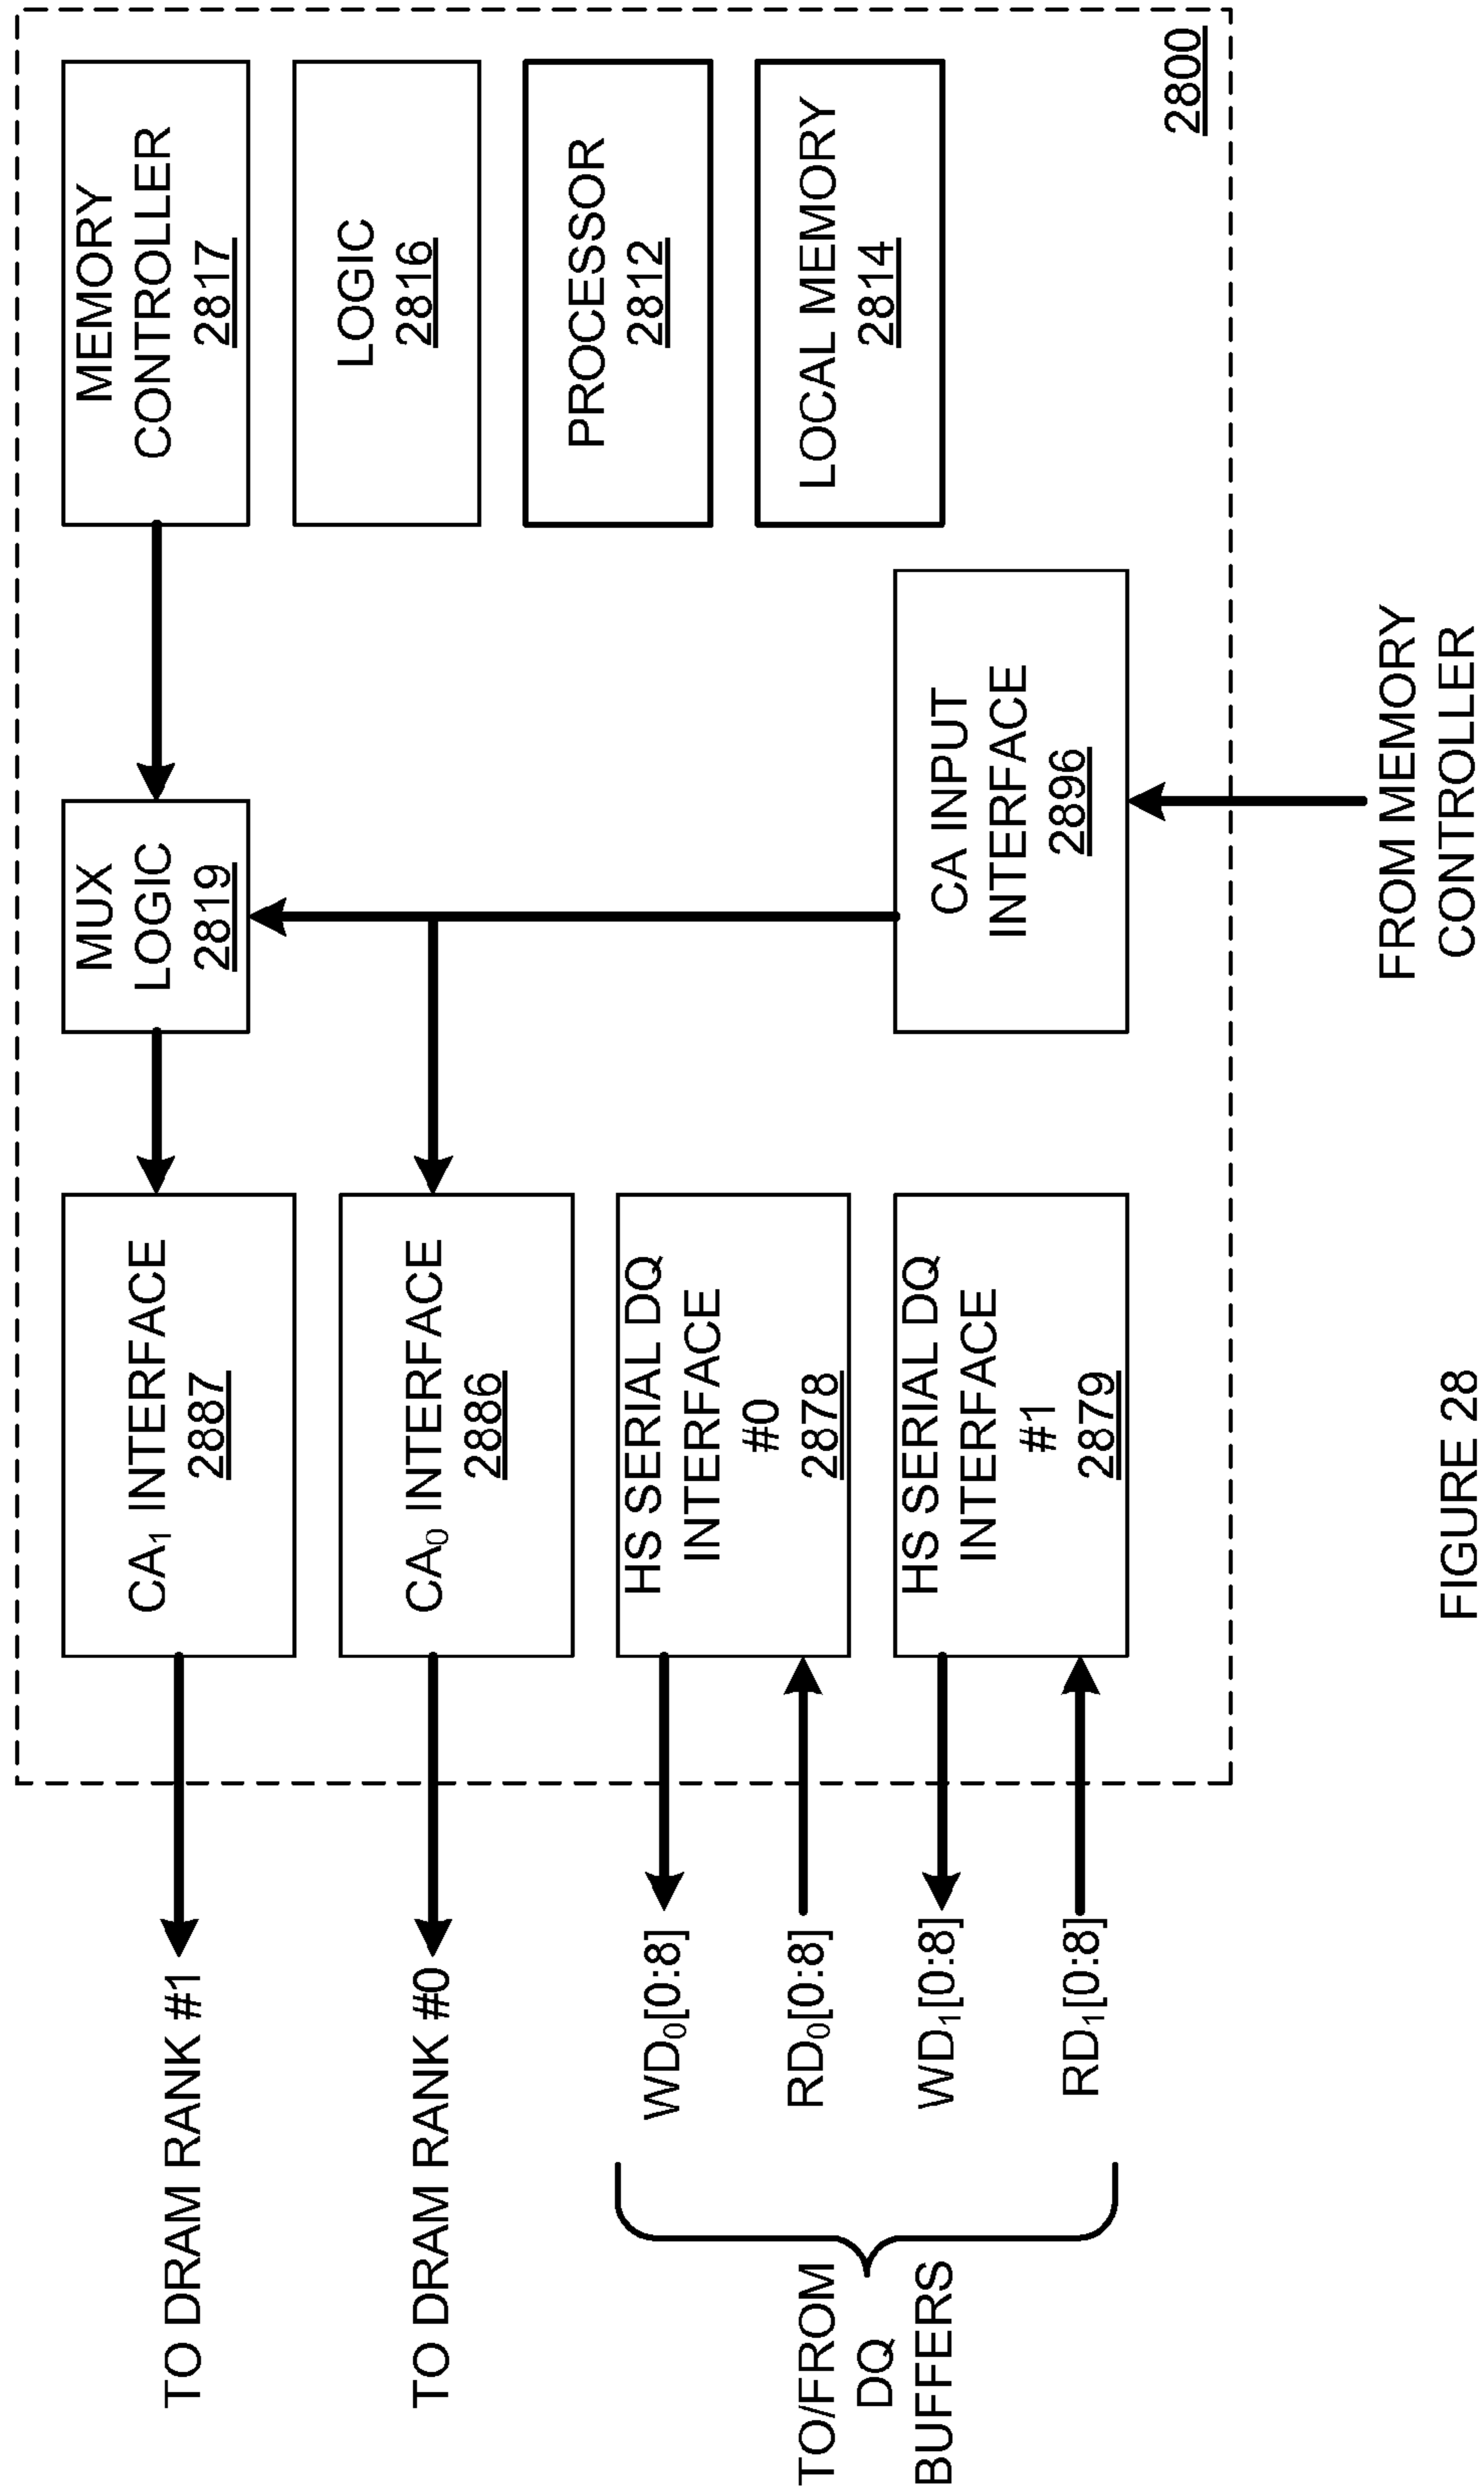 TO DRAM RANK #1
TO DRAM RANK #0
WD₀[0:8]
RD₀[0:8]
WD₁[0:8]
RD₁[0:8]
TO/FROM
DQ
BUFFERS
CA₁ INTERFACE
2887
CA₀ INTERFACE
2886
HS SERIAL DQ
INTERFACE
#0
2878
HS SERIAL DQ
INTERFACE
#1
2879
MUX
LOGIC
2819
CA INPUT
INTERFACE
2896
FROM MEMORY
CONTROLLER
MEMORY
CONTROLLER
2817
LOGIC
2816
PROCESSOR
2812
LOCAL MEMORY
2814
2800
FIGURE 28